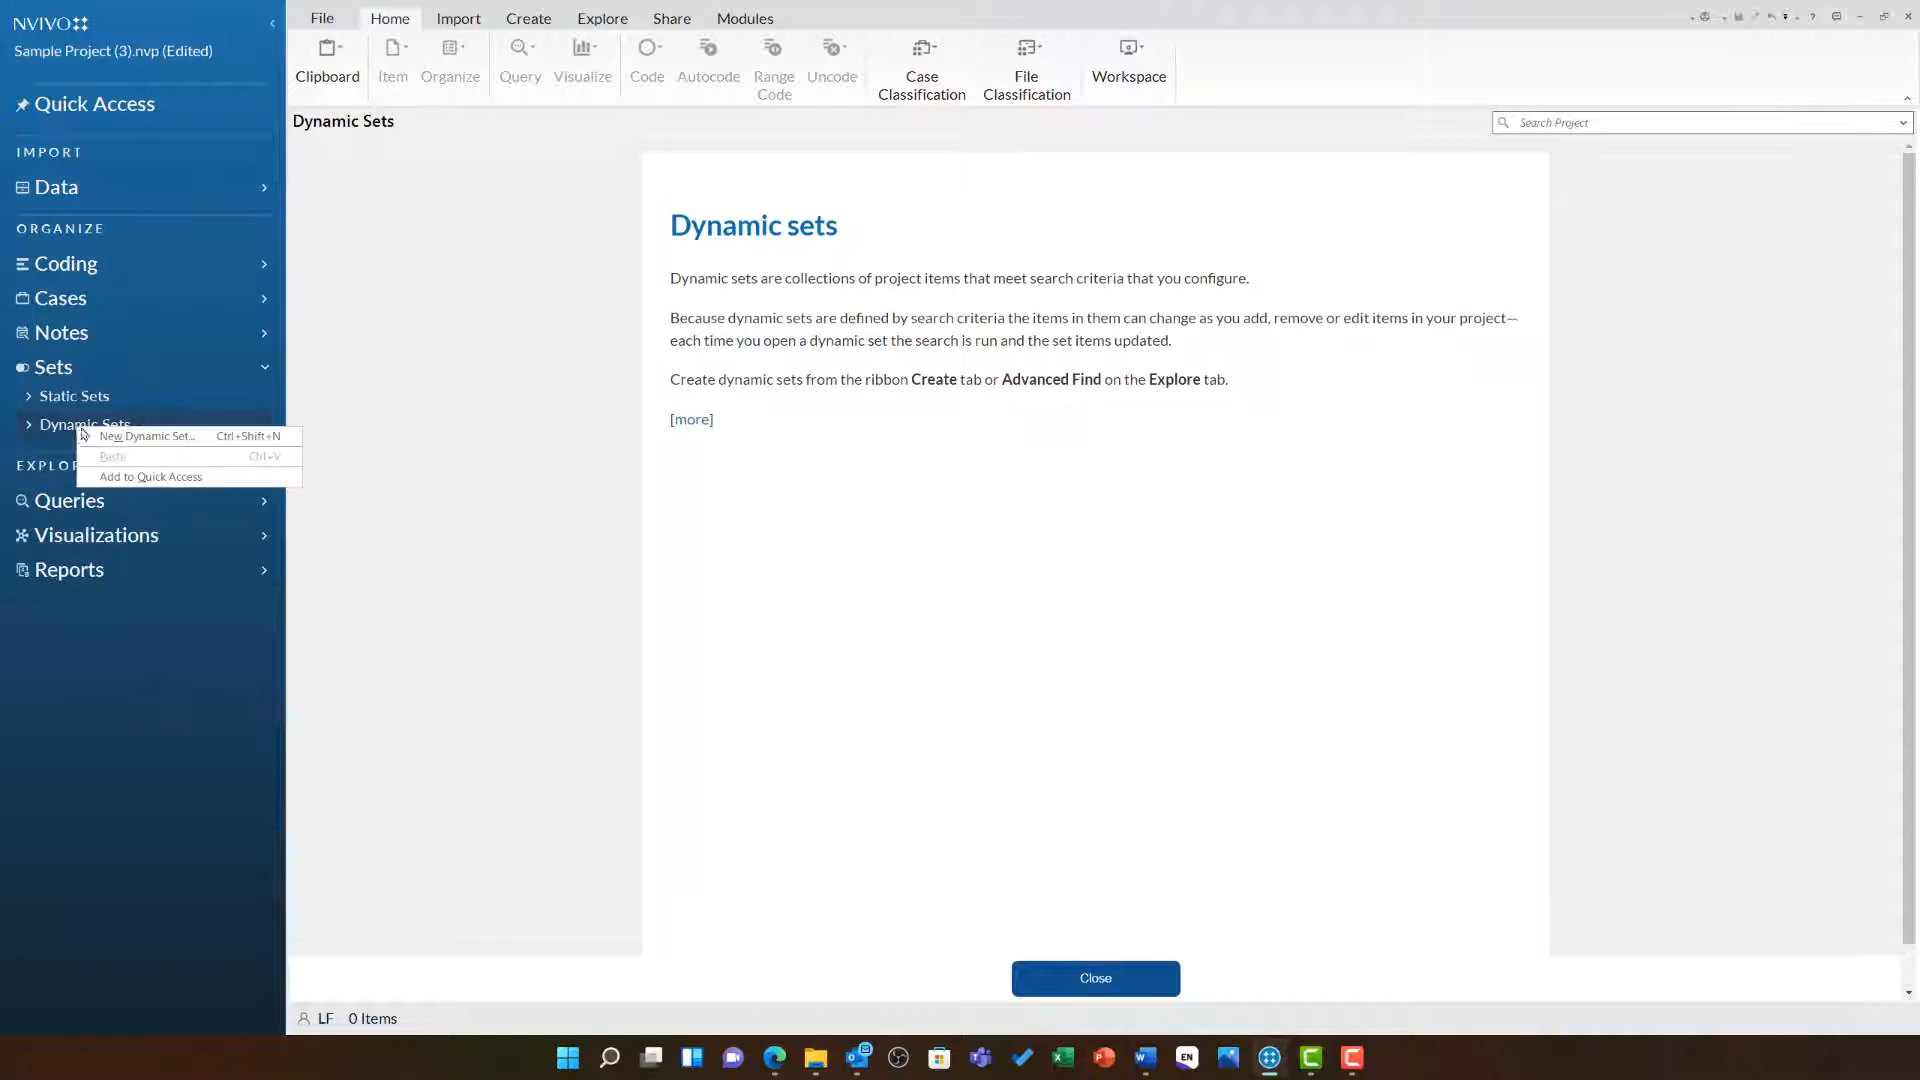 NVIVO
Sample Project (3).nvp (Edited)
Quick Access
IMPORT
Data
ORGANIZE
Coding
Cases
Notes
Sets
Static Sets
Dynamic Sets
New Dynamic Set... Ctrl+Shift+N
Paste Ctrl+V
Add to Quick Access
EXPLO
Queries
Visualizations
Reports
File Home Import Create Explore Share Modules
Clipboard Item Organize Query Visualize Code Autocode Range Code Uncode Case Classification File Classification Workspace
Dynamic Sets
Search Project
Dynamic sets
Dynamic sets are collections of project items that meet search criteria that you configure.
Because dynamic sets are defined by search criteria the items in them can change as you add, remove or edit items in your project—
each time you open a dynamic set the search is run and the set items updated.
Create dynamic sets from the ribbon Create tab or Advanced Find on the Explore tab.
[more]
Close
LF 0 Items
EN